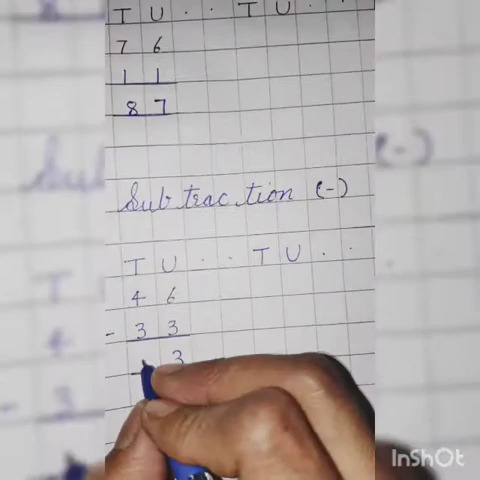 T U . . T U . .
7 6
1 1
8 7
Subtraction (-)
T U . . T U . .
4 6
- 3 3
3
InShOt